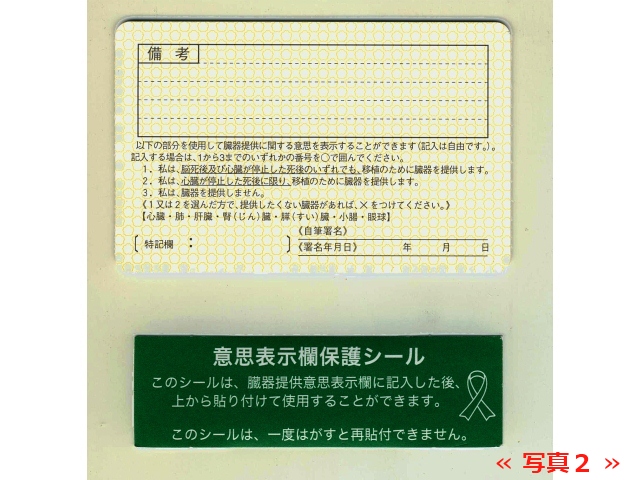 備 考
以下の部分を使用して臓器提供に関する意思を表示することができます(記入は自由です。)。
記入する場合は、1から3までのいずれかの番号を〇で囲んでください。
1．私は、脳死後及び心臓が停止した死後のいずれでも、移植のために臓器を提供します。
2．私は、心臓が停止した死後に限り、移植のために臓器を提供します。
3．私は、臓器を提供しません。
《1又は2を選んだ方で、提供したくない臓器があれば、×をつけてください。》
【心臓・肺・肝臓・腎(じん)臓・膵(すい)臓・小腸・眼球】
〔特記欄 ： 〕
《自筆署名》
《署名年月日》 年 月 日
意思表示欄保護シール
このシールは、臓器提供意思表示欄に記入した後、
上から貼り付けて使用することができます。
このシールは、一度はがすと再貼付できません。
≪ 写真2 ≫